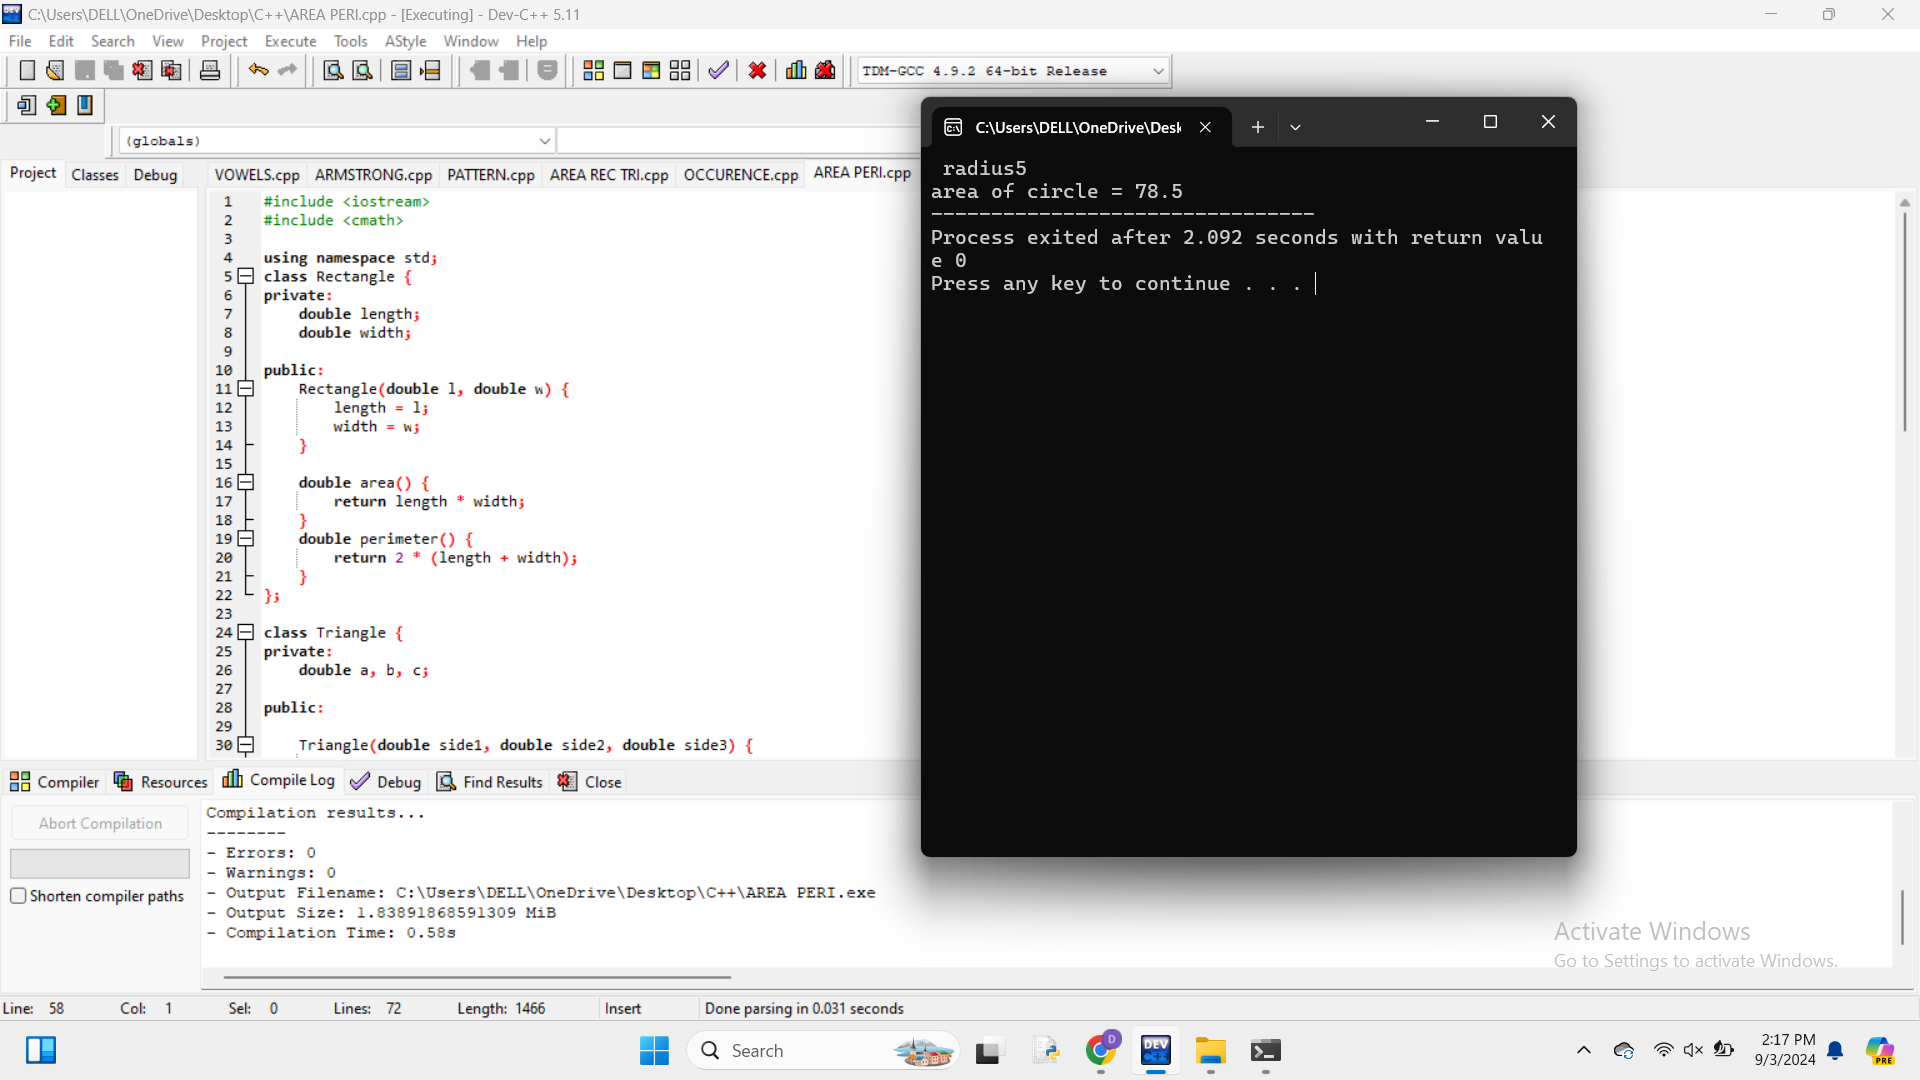 C:\Users\DELL\OneDrive\Desktop\C++\AREA PERI.cpp - [Executing] - Dev-C++ 5.11
File Edit Search View Project Execute Tools AStyle Window Help
TDM-GCC 4.9.2 64-bit Release
(globals)
Project Classes Debug
VOWELS.cpp ARMSTRONG.cpp PATTERN.cpp AREA REC TRI.cpp OCCURENCE.cpp AREA PERI.cpp
1 #include <iostream>
2 #include <cmath>
3
4 using namespace std;
5 class Rectangle {
6 private:
7 double length;
8 double width;
9
10 public:
11 Rectangle(double l, double w) {
12 length = l;
13 width = w;
14 }
15
16 double area() {
17 return length * width;
18 }
19 double perimeter() {
20 return 2 * (length + width);
21 }
22 };
23
24 class Triangle {
25 private:
26 double a, b, c;
27
28 public:
29
30 Triangle(double side1, double side2, double side3) {
C:\Users\DELL\OneDrive\Desk
radius5
area of circle = 78.5
--------------------------------
Process exited after 2.092 seconds with return valu
e 0
Press any key to continue . . .
Compiler Resources Compile Log Debug Find Results Close
Abort Compilation
Shorten compiler paths
Compilation results...
--------
- Errors: 0
- Warnings: 0
- Output Filename: C:\Users\DELL\OneDrive\Desktop\C++\AREA PERI.exe
- Output Size: 1.83891868591309 MiB
- Compilation Time: 0.58s
Activate Windows
Go to Settings to activate Windows.
Line: 58 Col: 1 Sel: 0 Lines: 72 Length: 1466 Insert Done parsing in 0.031 seconds
Search
D
DEV
C++
2:17 PM
9/3/2024
PRE